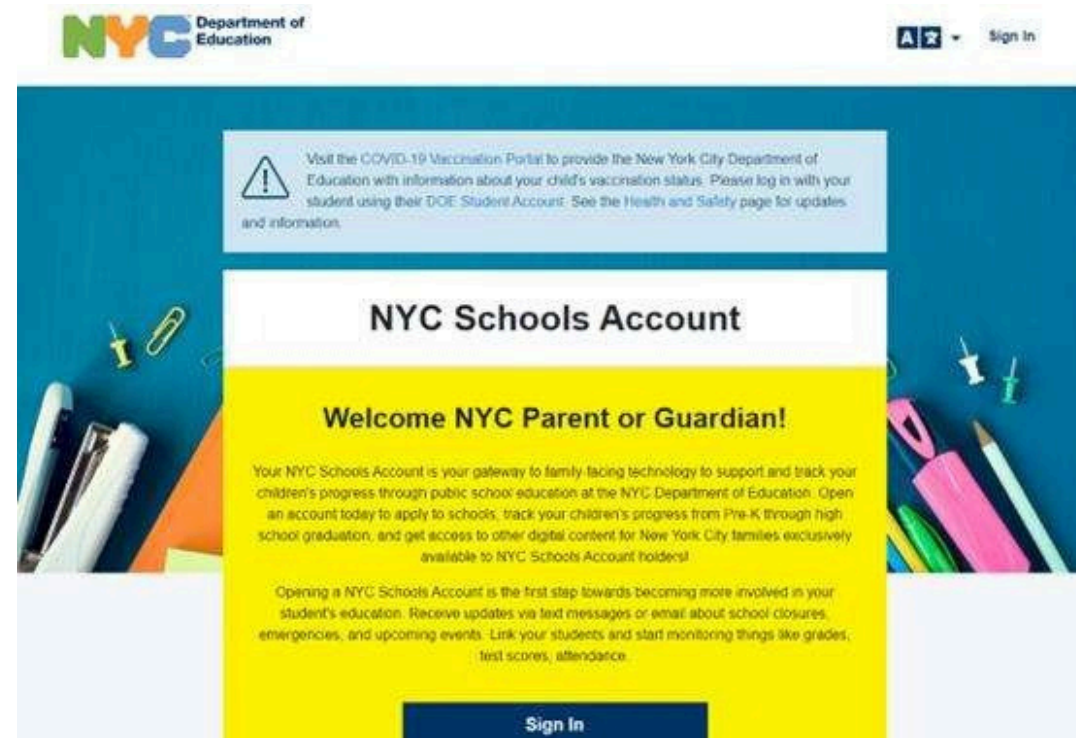 NYC Department of
Education
Sign In
Visit the COVID-19 Vaccination Portal to provide the New York City Department of
Education with information about your child's vaccination status. Please log in with your
student using their DOE Student Account. See the Health and Safety page for updates
and information.
NYC Schools Account
Welcome NYC Parent or Guardian!
Your NYC Schools Account is your gateway to family-facing technology to support and track your
children's progress through public school education at the NYC Department of Education. Open
an account today to apply to schools, track your children's progress from Pre-K through high
school graduation, and get access to other digital content for New York City families exclusively
available to NYC Schools Account holders!
Opening a NYC Schools Account is the first step towards becoming more involved in your
student's education. Receive updates via text messages or email about school closures,
emergencies, and upcoming events. Link your students and start monitoring things like grades,
test scores, attendance.
Sign In